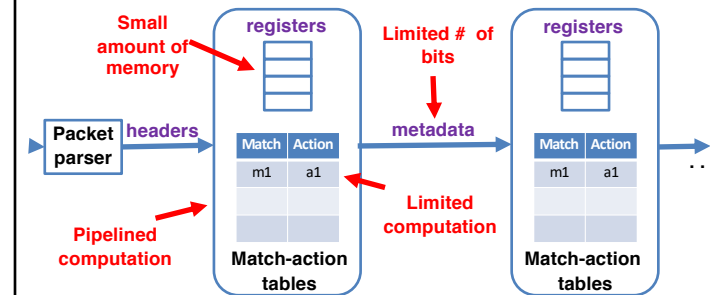 Small
amount of
memory
registers
Limited # of
bits
registers
Packet
parser
headers
Match Action
m1 a1
metadata
Match Action
m1 a1
. .
Pipelined
computation
Limited
computation
Match-action
tables
Match-action
tables